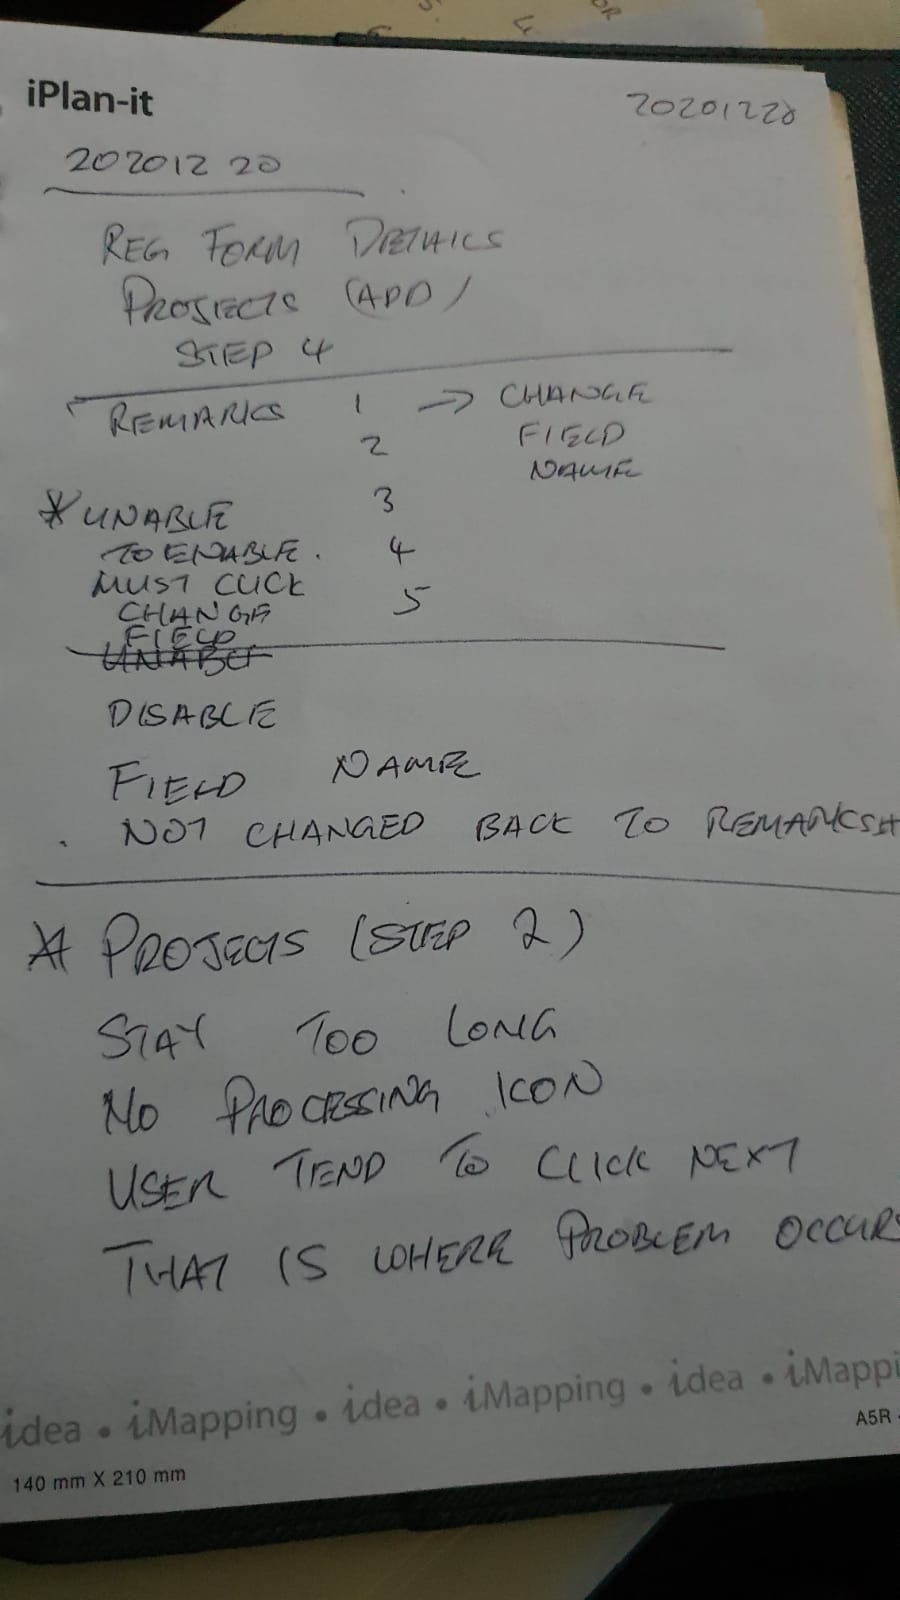 iPlan-it
20201228
202012 20
REG FORM DETAILS
PROJECTS (ADD)
STEP 4
REMARKS 1 → CHANGE
2 FIELD
NAME
* UNABLE 3
TO ENABLE. 4
MUST CLICK
CHANGE 5
FIELD
DISABLE
FIELD NAME
NOT CHANGED BACK TO REMARKS#
* PROJECTS (STEP 2)
STAY TOO LONG
NO PROCESSING ICON
USER TEND TO CLICK NEXT
THAT IS WHERE PROBLEM OCCURS
idea • iMapping • idea • iMapping • idea • iMappi
A5R
140 mm X 210 mm